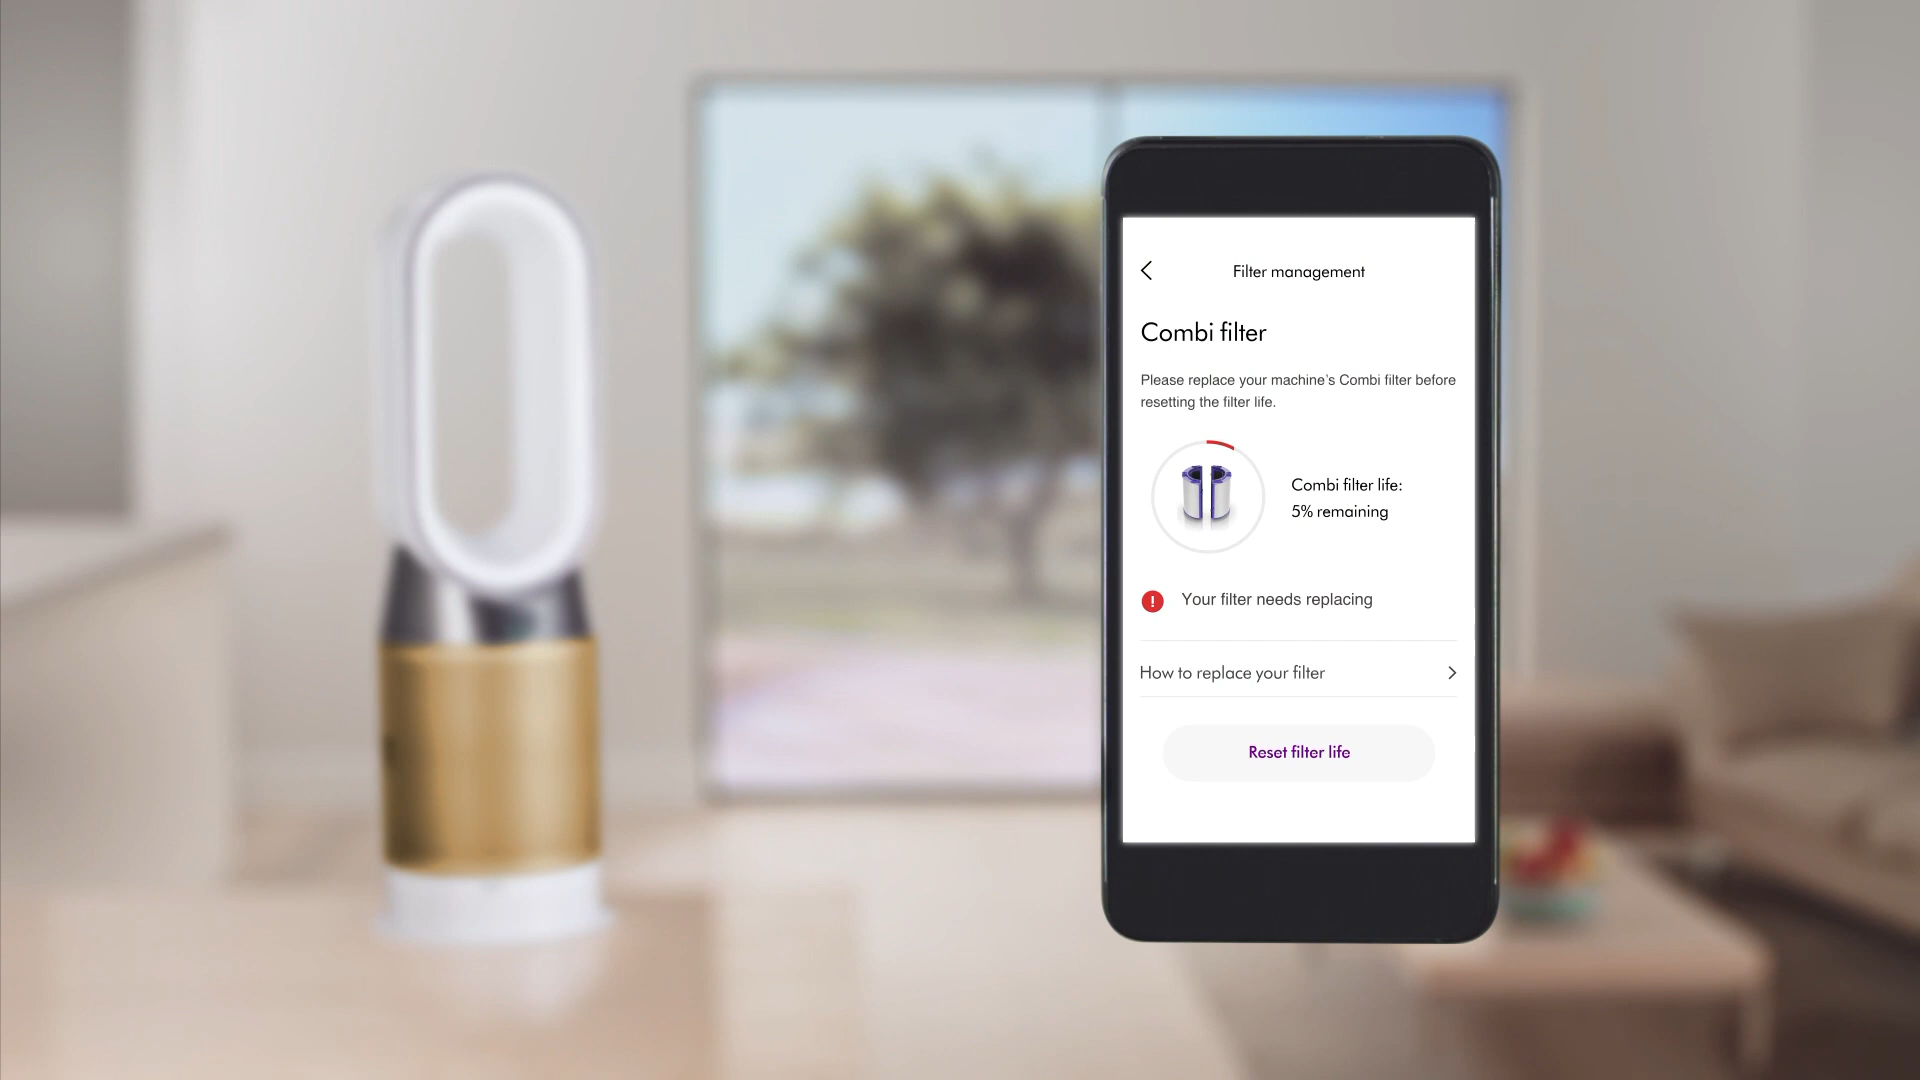 Filter management
Combi filter
Please replace your machine’s Combi filter before
resetting the filter life.
Combi filter life:
5% remaining
Your filter needs replacing
How to replace your filter
Reset filter life